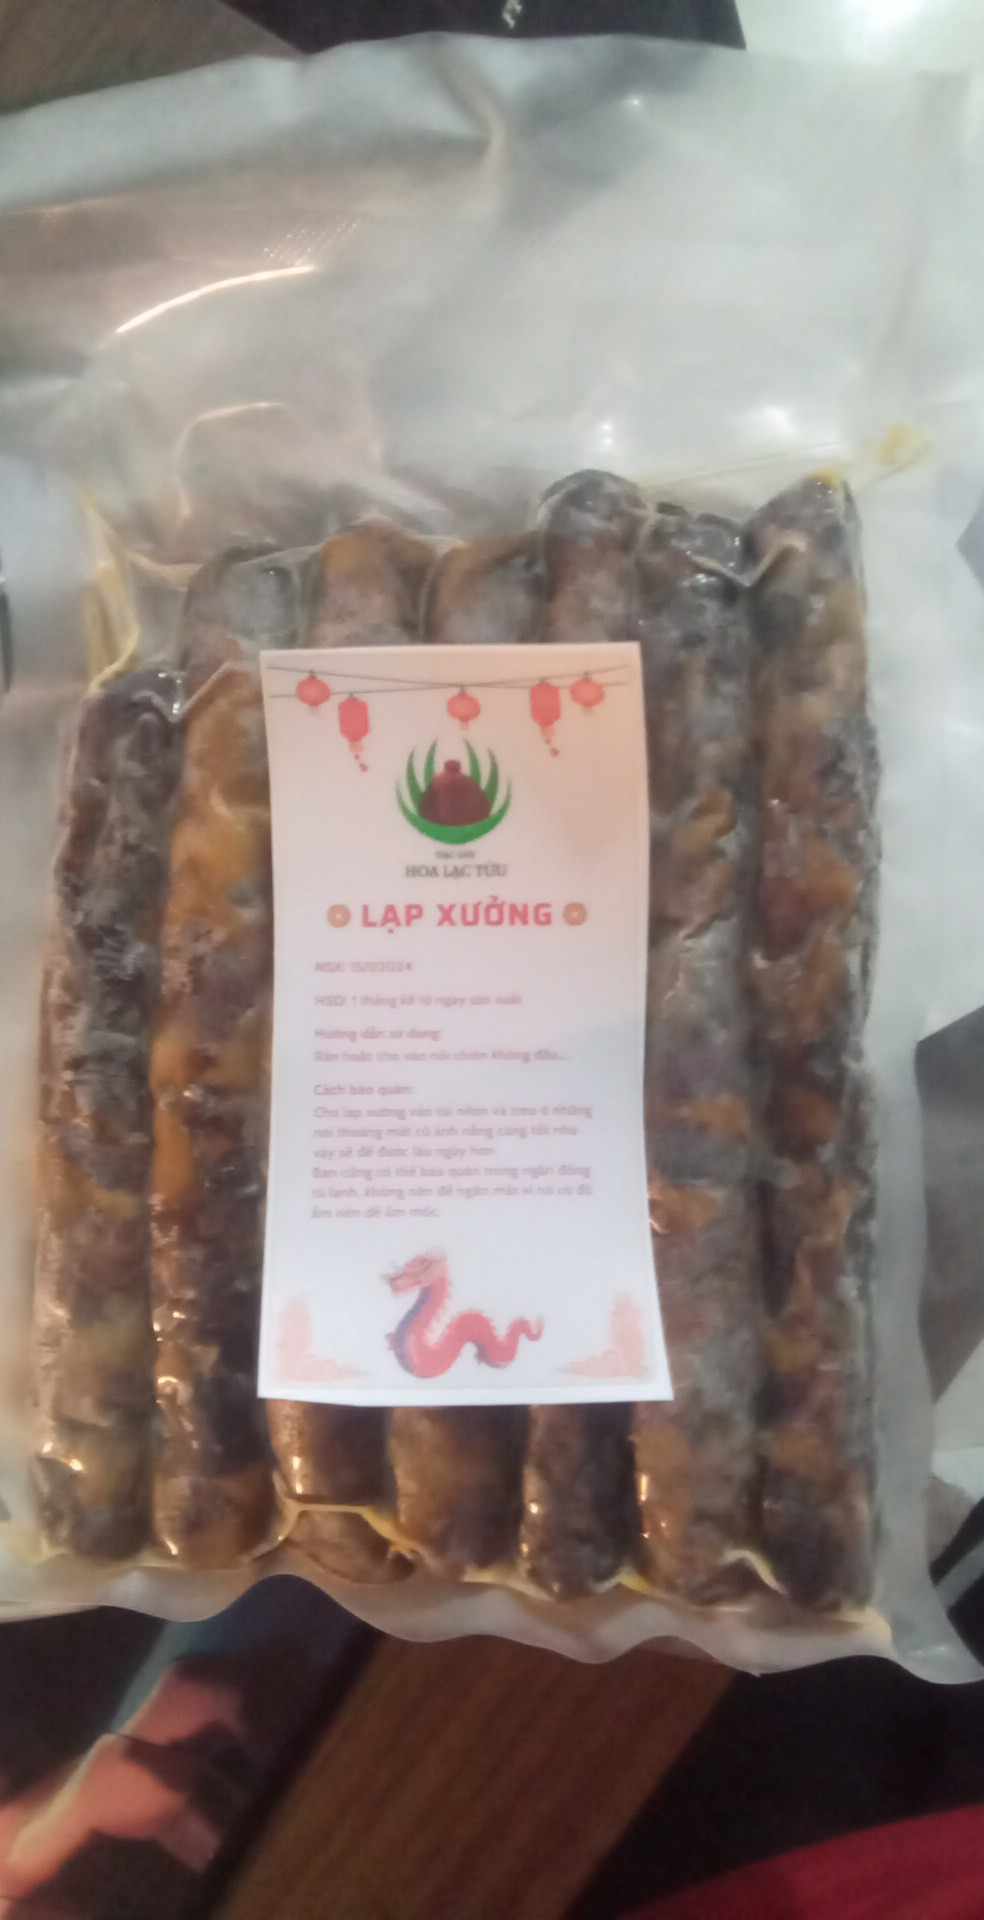 HOA LẠC TỬU
LẠP XƯỞNG
NSX: 15/01/2024
HSD: 1 tháng kể từ ngày sản xuất
Hướng dẫn sử dụng:
Rán hoặc cho vào nồi chiên không dầu...
Cách bảo quản:
Cho lạp xưởng vào túi nilon và treo ở những
nơi thoáng mát có ánh nắng càng tốt như
vậy sẽ để được lâu ngày hơn
Bạn cũng có thể bảo quản trong ngăn đông
tủ lạnh, không nên để ngăn mát vì nó có độ
ẩm nên dễ ẩm mốc.